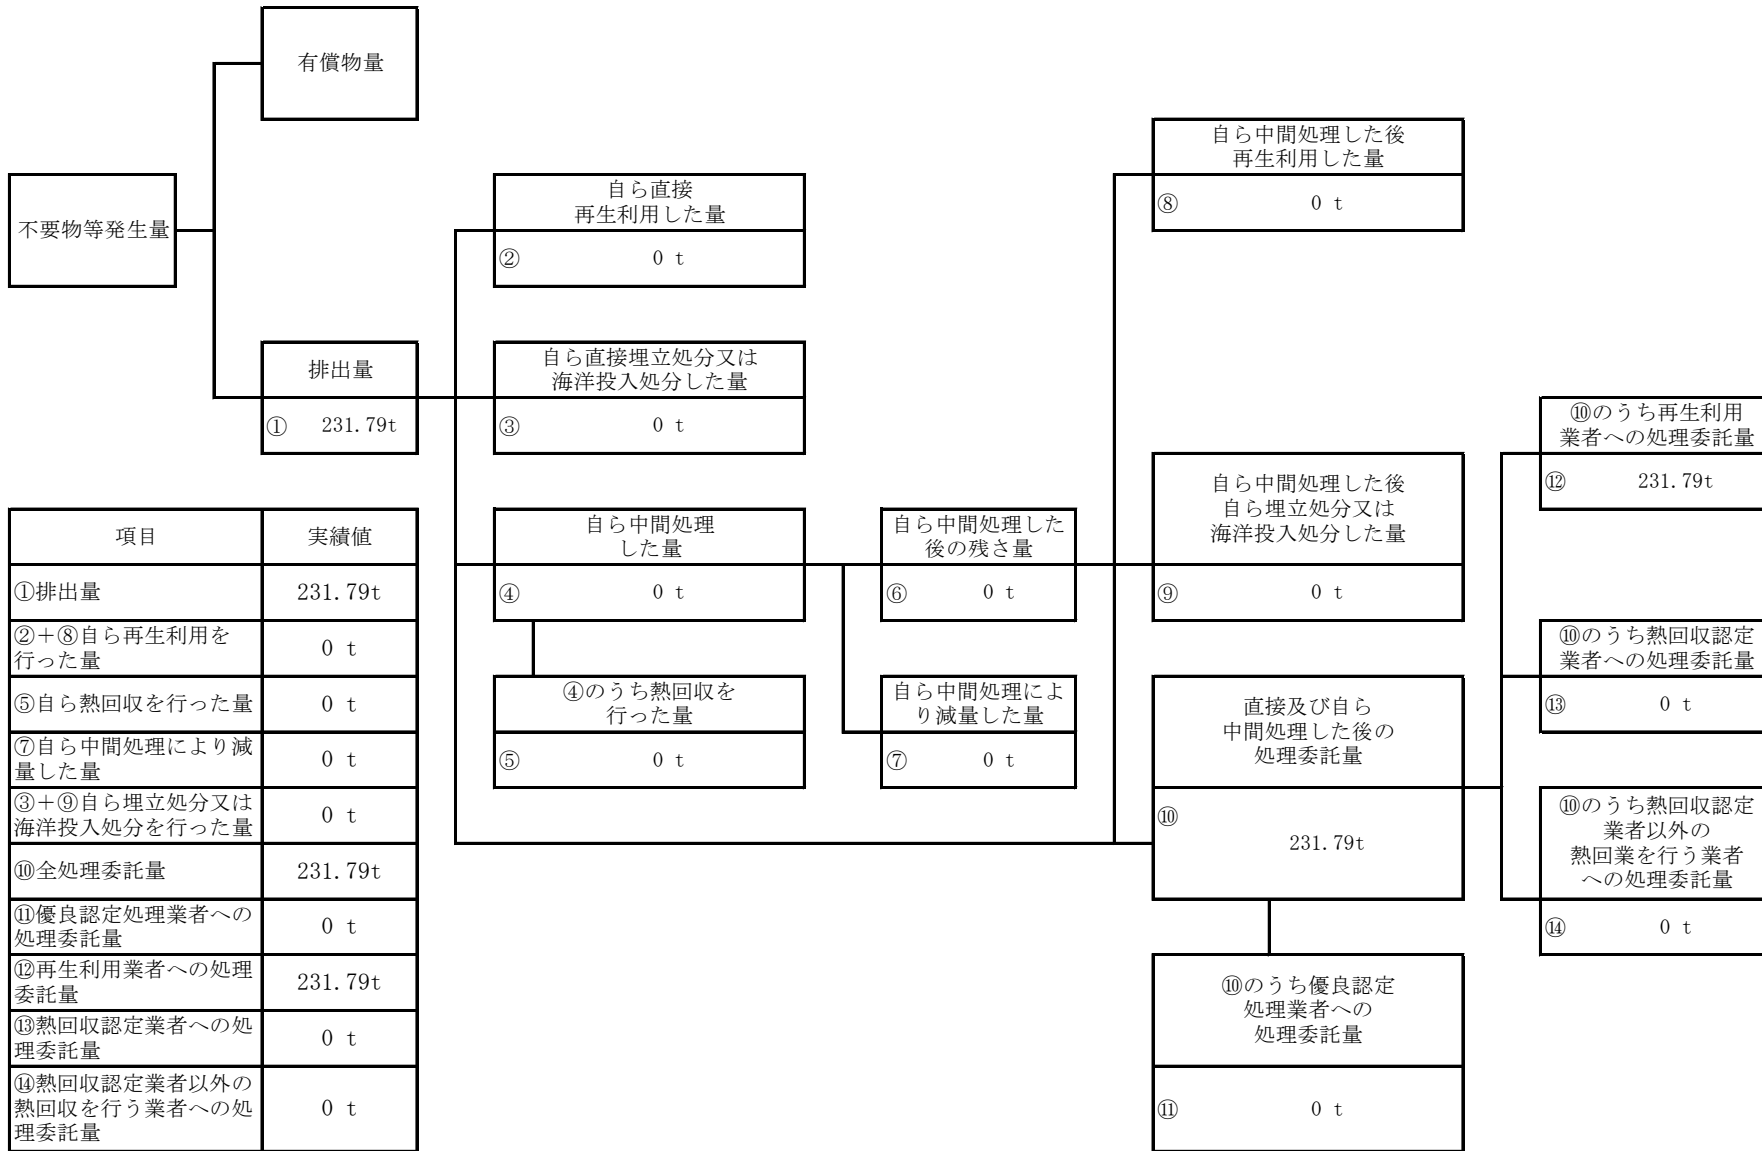 有償物量
不要物等発生量
排出量
① 231.79t
自ら直接
再生利用した量
② 0 t
自ら直接埋立処分又は
海洋投入処分した量
③ 0 t
自ら中間処理
した量
④ 0 t
④のうち熱回収を
行った量
⑤ 0 t
自ら中間処理した
後の残さ量
⑥ 0 t
自ら中間処理によ
り減量した量
⑦ 0 t
自ら中間処理した後
再生利用した量
⑧ 0 t
自ら中間処理した後
自ら埋立処分又は
海洋投入処分した量
⑨ 0 t
直接及び自ら
中間処理した後の
処理委託量
⑩
231.79t
⑩のうち優良認定
処理業者への
処理委託量
⑪ 0 t
⑩のうち再生利用
業者への処理委託量
⑫ 231.79t
⑩のうち熱回収認定
業者への処理委託量
⑬ 0 t
⑩のうち熱回収認定
業者以外の
熱回業を行う業者
への処理委託量
⑭ 0 t
項目 実績値
①排出量 231.79t
②＋⑧自ら再生利用を
行った量 0 t
⑤自ら熱回収を行った量 0 t
⑦自ら中間処理により減
量した量 0 t
③＋⑨自ら埋立処分又は
海洋投入処分を行った量 0 t
⑩全処理委託量 231.79t
⑪優良認定処理業者への
処理委託量 0 t
⑫再生利用業者への処理
委託量 231.79t
⑬熱回収認定業者への処
理委託量 0 t
⑭熱回収認定業者以外の
熱回収を行う業者への処
理委託量 0 t